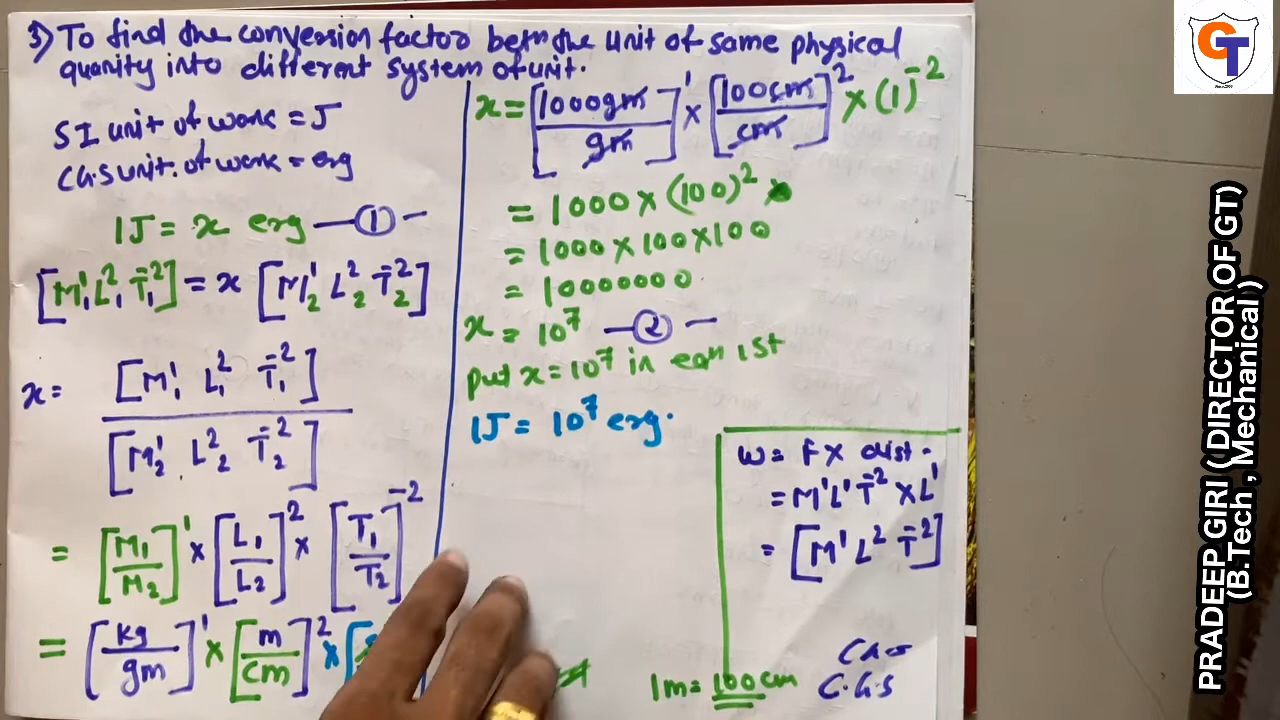 3) To find the conversion factor betn the unit of same physical
quanity into different system of unit.
SI unit of work = J
C.G.S unit. of work = erg
1J = x erg — 1 —
[M₁¹ L₁² T₁⁻²] = x [M₂¹ L₂² T₂⁻²]
x = [M₁¹ L₁² T₁⁻²] / [M₂¹ L₂² T₂⁻²]
= [M₁/M₂]¹ × [L₁/L₂]² × [T₁/T₂]⁻²
= [kg/gm]¹ × [m/cm]² ×
x = [1000gm/gm]¹ × [100cm/cm]² × (1)⁻²
= 1000 × (100)²
= 1000 × 100 × 100
= 10000000
x = 10⁷ — 2 —
put x = 10⁷ in eqⁿ 1st
1J = 10⁷ erg.
W = F × dist.
= M¹L¹T⁻² × L¹
= [M¹ L² T⁻²]
1m = 100cm
C.G.S
GT
PRADEEP GIRI ( DIRECTOR OF GT)
(B.Tech , Mechanical )